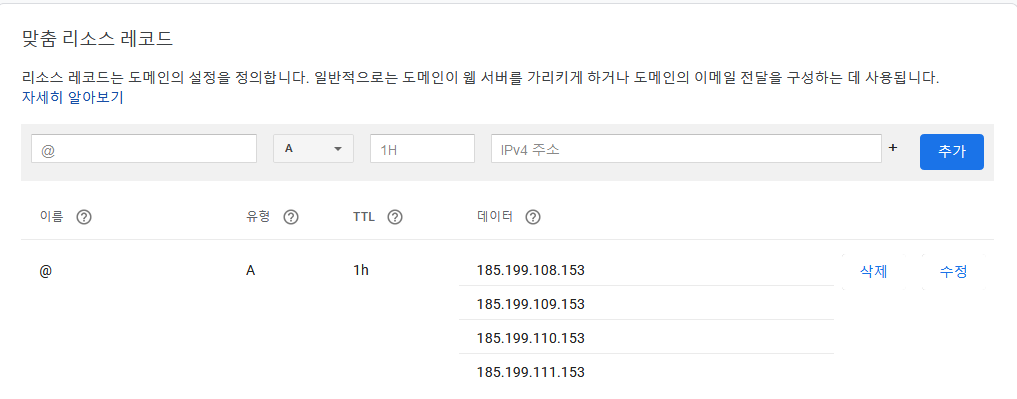 맞춤 리소스 레코드
리소스 레코드는 도메인의 설정을 정의합니다. 일반적으로는 도메인이 웹 서버를 가리키게 하거나 도메인의 이메일 전달을 구성하는 데 사용됩니다.
자세히 알아보기
@ A 1H IPv4 주소 + 추가
이름 ? 유형 ? TTL ? 데이터 ?
@ A 1h 185.199.108.153 삭제 수정
185.199.109.153
185.199.110.153
185.199.111.153